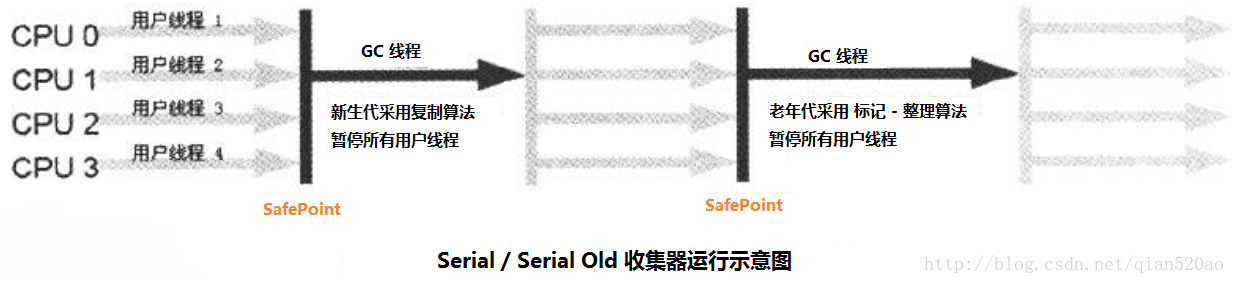 CPU 0
用户线程 1
CPU 1
用户线程 2
CPU 2
用户线程 3
CPU 3
用户线程 4
GC 线程
新生代采用复制算法
暂停所有用户线程
SafePoint
GC 线程
老年代采用 标记 - 整理算法
暂停所有用户线程
SafePoint
Serial / Serial Old 收集器运行示意图
http://blog.csdn.net/qian520ao